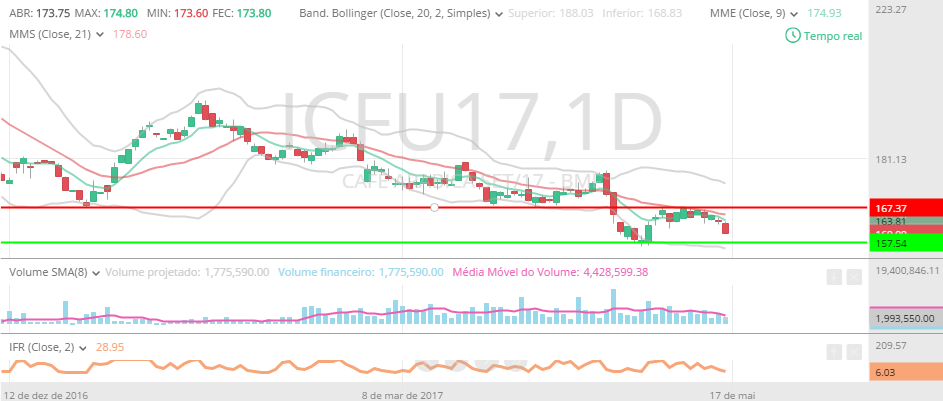 ABR: 173.75 MAX: 174.80 MIN: 173.60 FEC: 173.80 Band. Bollinger (Close, 20, 2, Simples) Superior: 188.03 Inferior: 168.83 MME (Close, 9) 174.93
MMS (Close, 21) 178.60
Tempo real
223.27
ICFU17,1D
181.13
167.37
163.81
157.54
Volume SMA(8) Volume projetado: 1,775,590.00 Volume financeiro: 1,775,590.00 Média Móvel do Volume: 4,428,599.38
19,400,846.11
1,993,550.00
IFR (Close, 2) 28.95
209.57
6.03
12 de dez de 2016 8 de mar de 2017 17 de mai